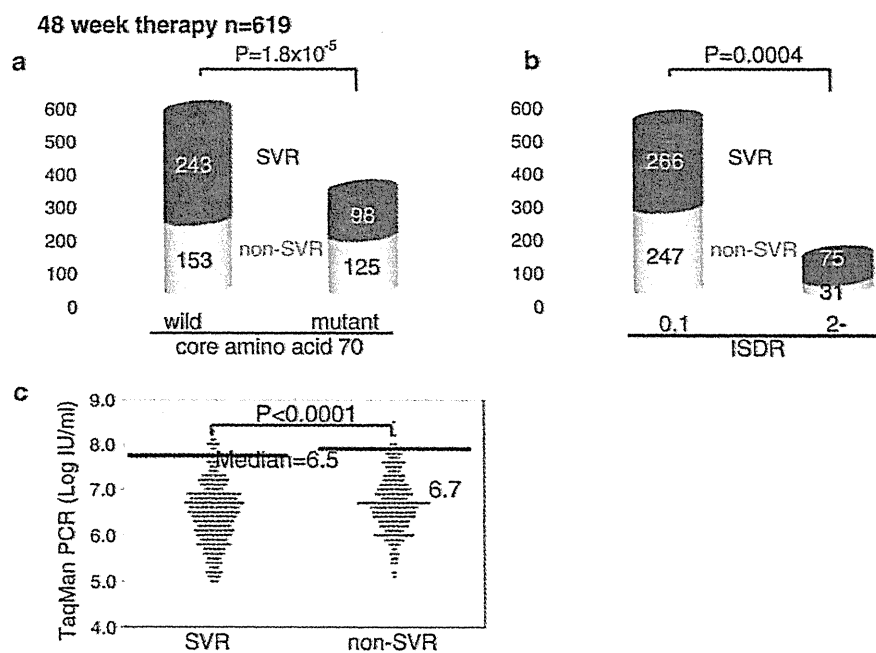 48 week therapy n=619
a
P=1.8x10-5
600
500
400
300
200
100
0
243
SVR
153
non-SVR
98
125
wild
mutant
core amino acid 70
b
P=0.0004
600
500
400
300
200
100
0
266
SVR
247
non-SVR
75
31
0.1
2-
ISDR
c
TaqMan PCR (Log IU/ml)
9.0
8.0
7.0
6.0
5.0
4.0
P<0.0001
Median=6.5
6.7
SVR
non-SVR